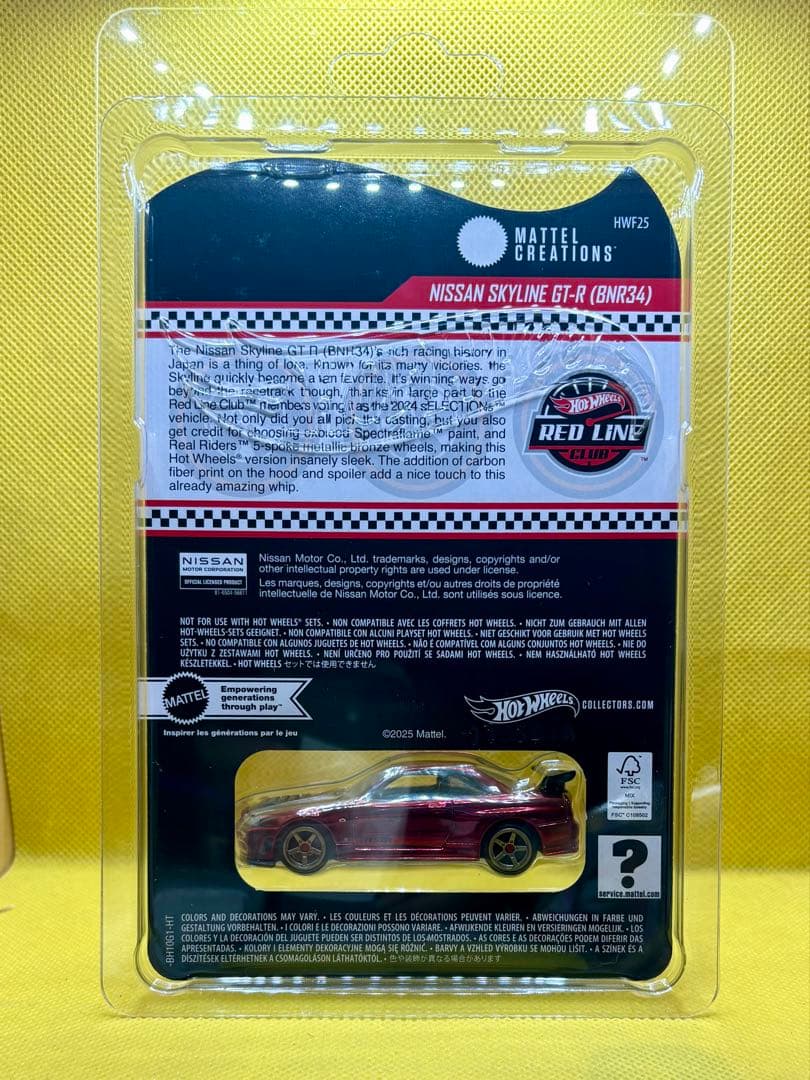 HWF25
MATTEL
CREATIONS
NISSAN SKYLINE GT-R (BNR34)
The Nissan Skyline GT-R (BNR34)'s rich racing history in
Japan is a thing of lore. Known for its many victories, the
Skyline quickly become a fan favorite. It's winning ways go
beyond the racetrack though, thanks in large part to the
Red Line Club™ members voting it as the 2024 sELECTIONs™
vehicle. Not only did you all pick the casting, but you also
get credit for choosing oxblood Spectraflame™ paint, and
Real Riders™ 5-spoke metallic bronze wheels, making this
Hot Wheels® version insanely sleek. The addition of carbon
fiber print on the hood and spoiler add a nice touch to this
already amazing whip.
HOT WHEELS
RED LINE
CLUB
™
NISSAN
MOTOR CORPORATION
OFFICIAL LICENSED PRODUCT
Nissan Motor Co., Ltd. trademarks, designs, copyrights and/or
other intellectual property rights are used under license.
Les marques, designs, copyrights et/ou autres droits de propriété
intellectuelle de Nissan Motor Co., Ltd. sont utilisés sous licence.
NOT FOR USE WITH HOT WHEELS® SETS. • NON COMPATIBLE AVEC LES COFFRETS HOT WHEELS. • NICHT ZUM GEBRAUCH MIT ALLEN
HOT-WHEELS-SETS GEEIGNET. • NON COMPATIBILE CON ALCUNI PLAYSET HOT WHEELS. • NIET GESCHIKT VOOR GEBRUIK MET HOT WHEELS
SETS. • NO COMPATIBLE CON ALGUNOS JUGUETES DE HOT WHEELS. • NÃO É COMPATÍVEL COM ALGUNS CONJUNTOS HOT WHEELS. • NIE DO
UŻYTKU Z ZESTAWAMI HOT WHEELS. • NENÍ URČENO PRO POUŽITÍ SE SADAMI HOT WHEELS. • NEM HASZNÁLHATÓ HOT WHEELS
KÉSZLETEKKEL. • HOT WHEELS セットでは使用できません
MATTEL
Empowering
generations
through play™
Inspirer les générations par le jeu
HOT WHEELS COLLECTORS.COM
©2025 Mattel.
FSC
www.fsc.org
MIX
Packaging | Supporting
responsible forestry
FSC® C108502
?
service.mattel.com
-BH10G1-HT
COLORS AND DECORATIONS MAY VARY. • LES COULEURS ET LES DÉCORATIONS PEUVENT VARIER. • ABWEICHUNGEN IN FARBE UND
GESTALTUNG VORBEHALTEN. • I COLORI E LE DECORAZIONI POSSONO VARIARE. • AFWIJKENDE KLEUREN EN VERSIERINGEN MOGELIJK. • LOS
COLORES Y LA DECORACIÓN DEL JUGUETE PUEDEN SER DISTINTOS DE LOS MOSTRADOS. • AS CORES E AS DECORAÇÕES PODEM DIFERIR DAS
APRESENTADAS. • KOLORY I ELEMENTY DEKORACYJNE MOGĄ SIĘ RÓŻNIĆ. • BARVY A VZHLED VÝROBKU SE MOHOU LIŠIT. • A SZÍNEK ÉS A
DÍSZÍTÉSEK ELTÉRHETNEK A CSOMAGOLÁSON LÁTHATÓKTÓL. • 色や装飾が異なる場合があります